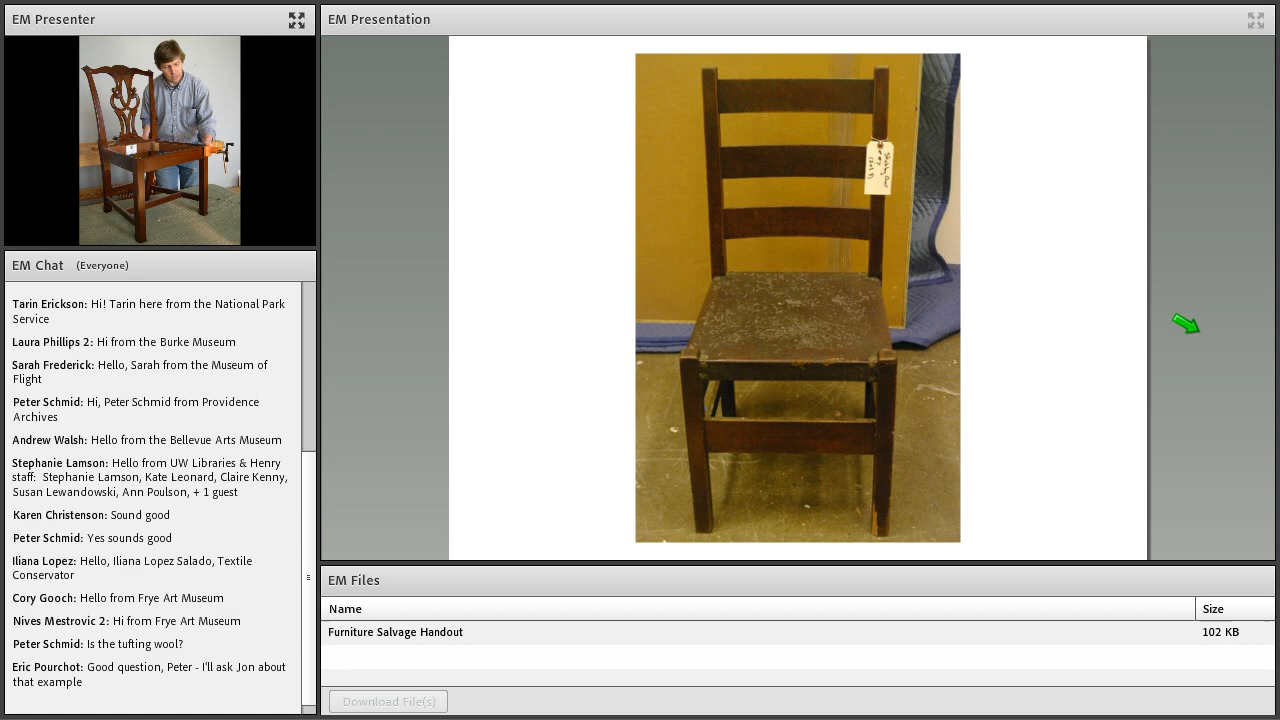 EM Presenter
EM Presentation
EM Chat (Everyone)
Tarin Erickson: Hi! Tarin here from the National Park
Service
Laura Phillips 2: Hi from the Burke Museum
Sarah Frederick: Hello, Sarah from the Museum of
Flight
Peter Schmid: Hi, Peter Schmid from Providence
Archives
Andrew Walsh: Hello from the Bellevue Arts Museum
Stephanie Lamson: Hello from UW Libraries & Henry
staff: Stephanie Lamson, Kate Leonard, Claire Kenny,
Susan Lewandowski, Ann Poulson, + 1 guest
Karen Christenson: Sound good
Peter Schmid: Yes sounds good
Iliana Lopez: Hello, Iliana Lopez Salado, Textile
Conservator
Cory Gooch: Hello from Frye Art Museum
Nives Mestrovic 2: Hi from Frye Art Museum
Peter Schmid: Is the tufting wool?
Eric Pourchot: Good question, Peter - I'll ask Jon about
that example
EM Files
Name Size
Furniture Salvage Handout 102 KB
Download File(s)